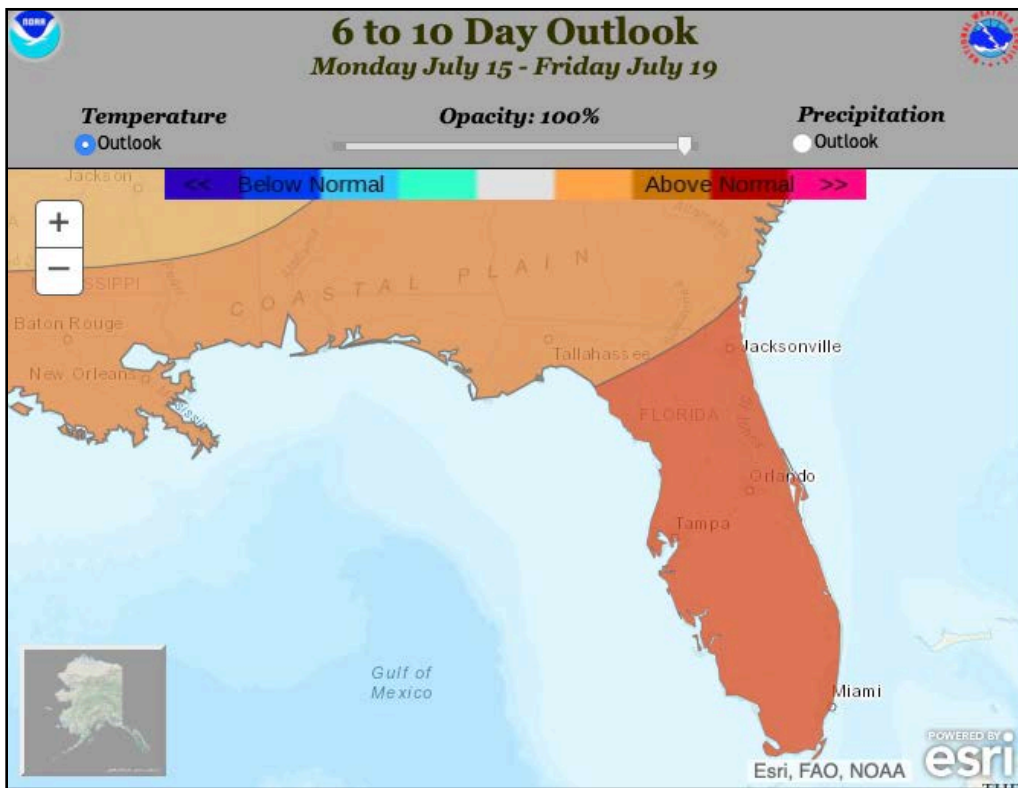 NOAA
6 to 10 Day Outlook
Monday July 15 - Friday July 19
Temperature
Outlook
Opacity: 100%
Precipitation
Outlook
<< Below Normal
Above Normal >>
Jackson
+
−
Baton Rouge
New Orleans
COASTAL PLAIN
Tallahassee
Jacksonville
FLORIDA
Orlando
Tampa
Gulf of
Mexico
Miami
POWERED BY
esri
Esri, FAO, NOAA